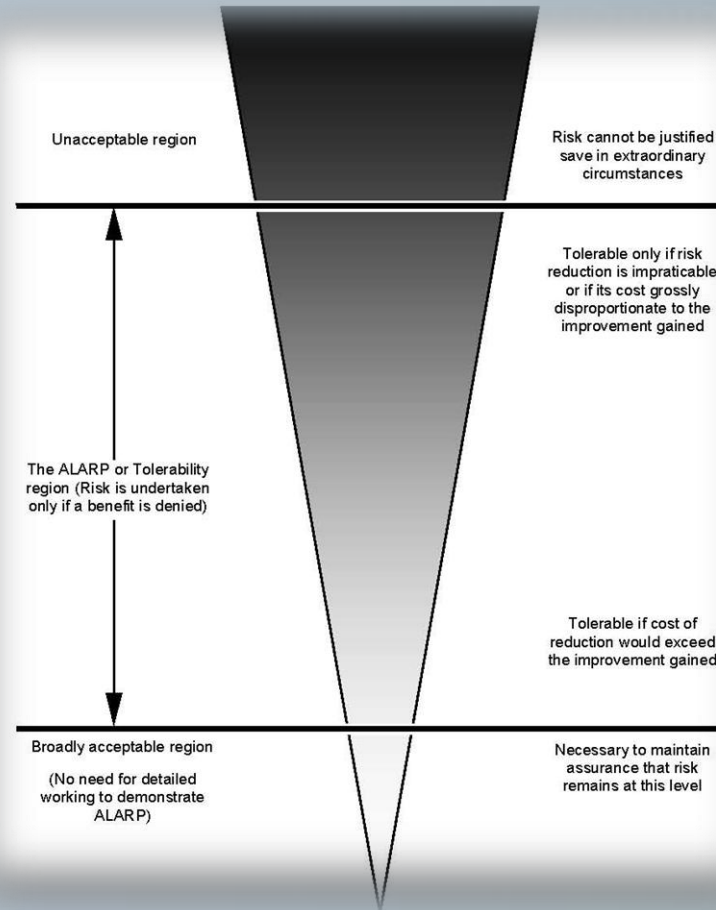 Unacceptable region
Risk cannot be justified
save in extraordinary
circumstances
Tolerable only if risk
reduction is impraticable
or if its cost grossly
disproportionate to the
improvement gained
The ALARP or Tolerability
region (Risk is undertaken
only if a benefit is denied)
Tolerable if cost of
reduction would exceed
the improvement gained
Broadly acceptable region
(No need for detailed
working to demonstrate
ALARP)
Necessary to maintain
assurance that risk
remains at this level